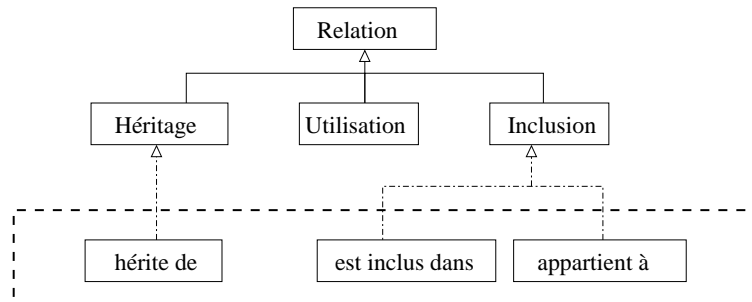 Relation
Héritage
Utilisation
Inclusion
hérite de
est inclus dans
appartient à